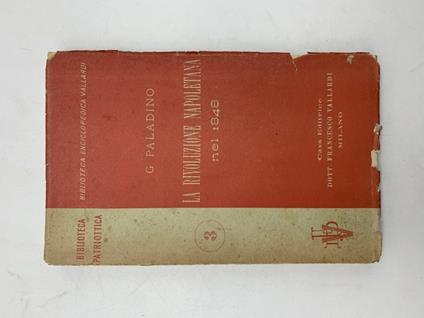 BIBLIOTECA ENCICLOPEDICA VALLARDI
G PALADINO
LA RIVOLUZIONE NAPOLETANA
nel 1848
Casa Editrice
DOTT. FRANCESCO VALLARDI
MILANO
BIBLIOTECA
PATRIOTTICA
3